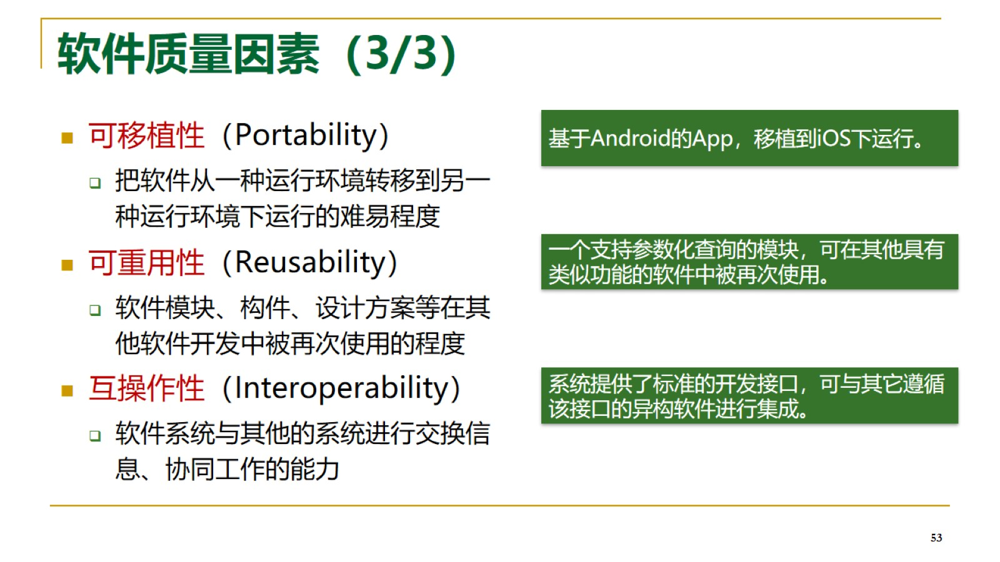 软件质量因素（3/3）
可移植性（Portability）
把软件从一种运行环境转移到另一
种运行环境下运行的难易程度
基于Android的App，移植到iOS下运行。
可重用性（Reusability）
软件模块、构件、设计方案等在其
他软件开发中被再次使用的程度
一个支持参数化查询的模块，可在其他具有
类似功能的软件中被再次使用。
互操作性（Interoperability）
软件系统与其他的系统进行交换信
息、协同工作的能力
系统提供了标准的开发接口，可与其它遵循
该接口的异构软件进行集成。
53